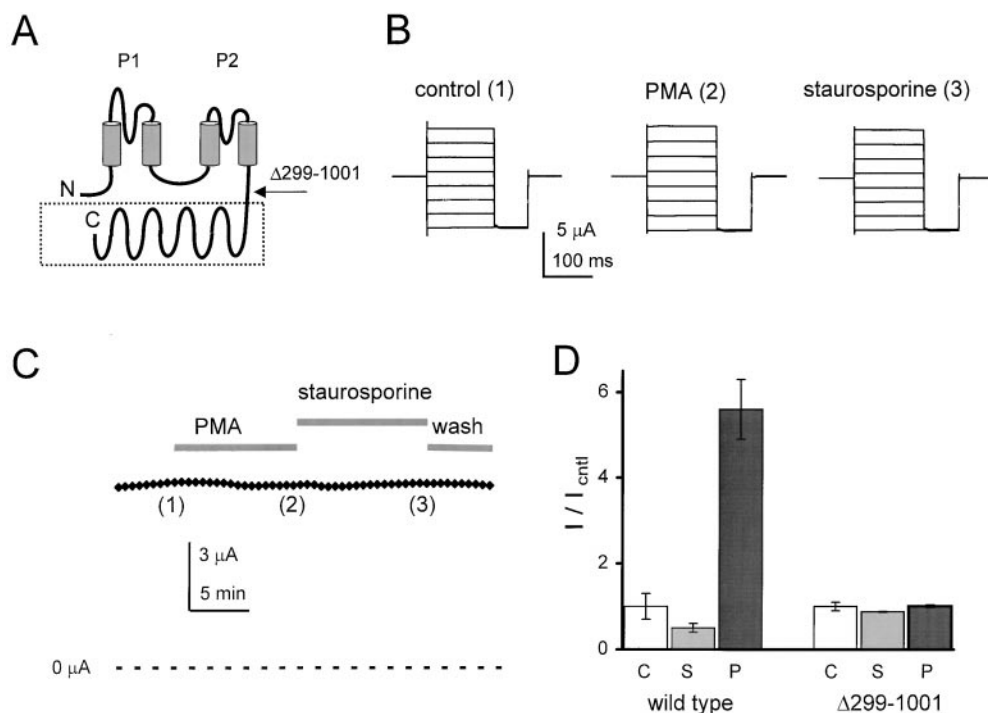 A
P1 P2
N
Δ299-1001
C
B
control (1) PMA (2) staurosporine (3)
5 μA
100 ms
C
staurosporine
PMA
wash
(1) (2) (3)
3 μA
5 min
0 μA
D
I / I cntl
6
4
2
0
C S P C S P
wild type Δ299-1001